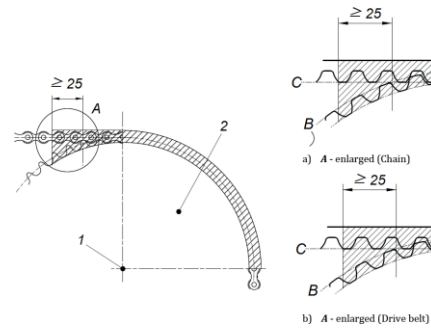 ≥ 25
A
2
1
≥ 25
C
B
a) A - enlarged (Chain)
≥ 25
C
B
b) A - enlarged (Drive belt)